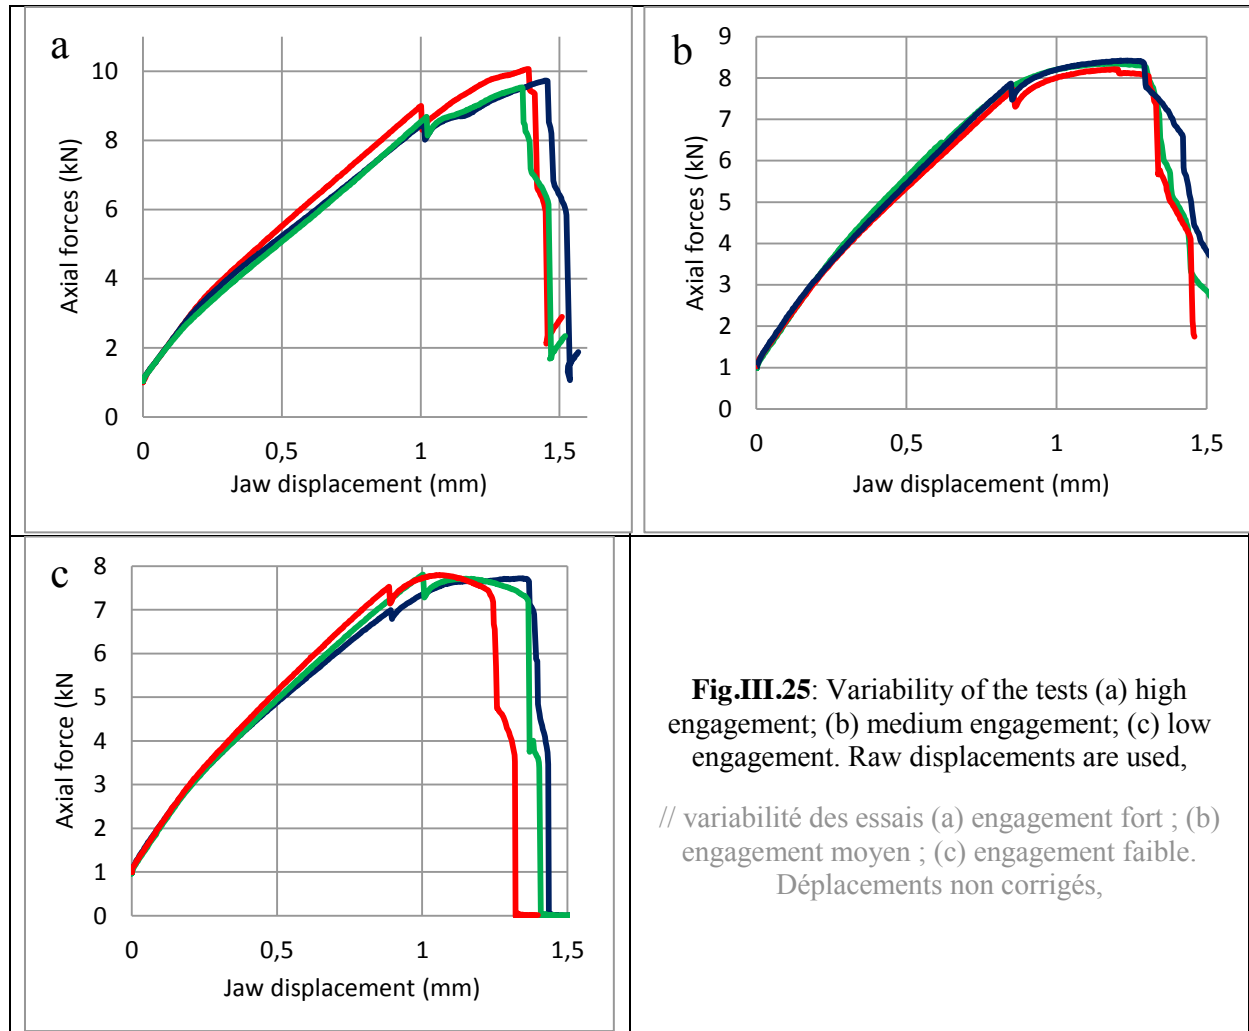 a
10
8
6
4
2
0
Axial forces (kN)
0 0,5 1 1,5
Jaw displacement (mm)
b
9
8
7
6
5
4
3
2
1
0
Axial forces (kN)
0 0,5 1 1,5
Jaw displacement (mm)
c
8
7
6
5
4
3
2
1
0
Axial force (kN
0 0,5 1 1,5
Jaw displacement (mm)
Fig.III.25: Variability of the tests (a) high
engagement; (b) medium engagement; (c) low
engagement. Raw displacements are used,
// variabilité des essais (a) engagement fort ; (b)
engagement moyen ; (c) engagement faible.
Déplacements non corrigés,